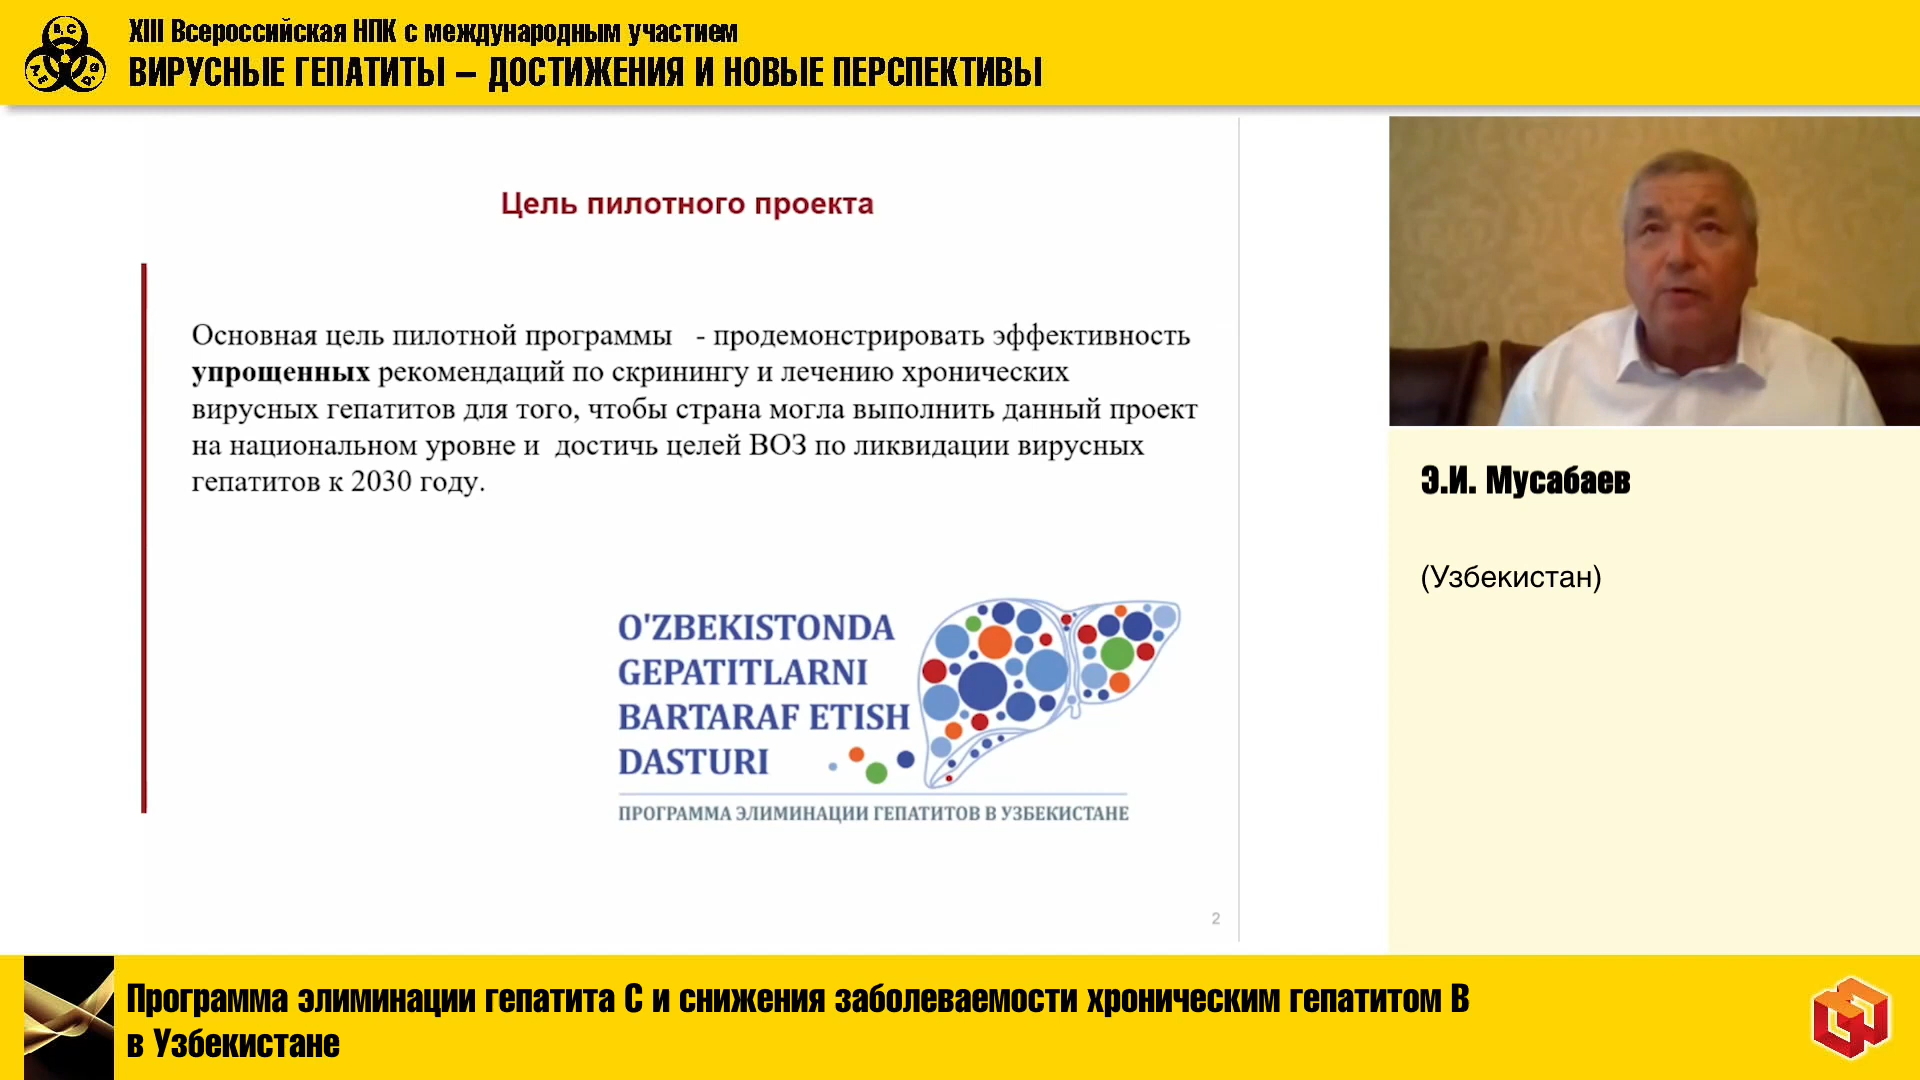 XIII Всероссийская НПК с международным участием
ВИРУСНЫЕ ГЕПАТИТЫ – ДОСТИЖЕНИЯ И НОВЫЕ ПЕРСПЕКТИВЫ
Цель пилотного проекта
Основная цель пилотной программы - продемонстрировать эффективность
упрощенных рекомендаций по скринингу и лечению хронических
вирусных гепатитов для того, чтобы страна могла выполнить данный проект
на национальном уровне и достичь целей ВОЗ по ликвидации вирусных
гепатитов к 2030 году.
O'ZBEKISTONDA
GEPATITLARNI
BARTARAF ETISH
DASTURI
ПРОГРАММА ЭЛИМИНАЦИИ ГЕПАТИТОВ В УЗБЕКИСТАНЕ
2
Э.И. Мусабаев
(Узбекистан)
Программа элиминации гепатита С и снижения заболеваемости хроническим гепатитом В
в Узбекистане